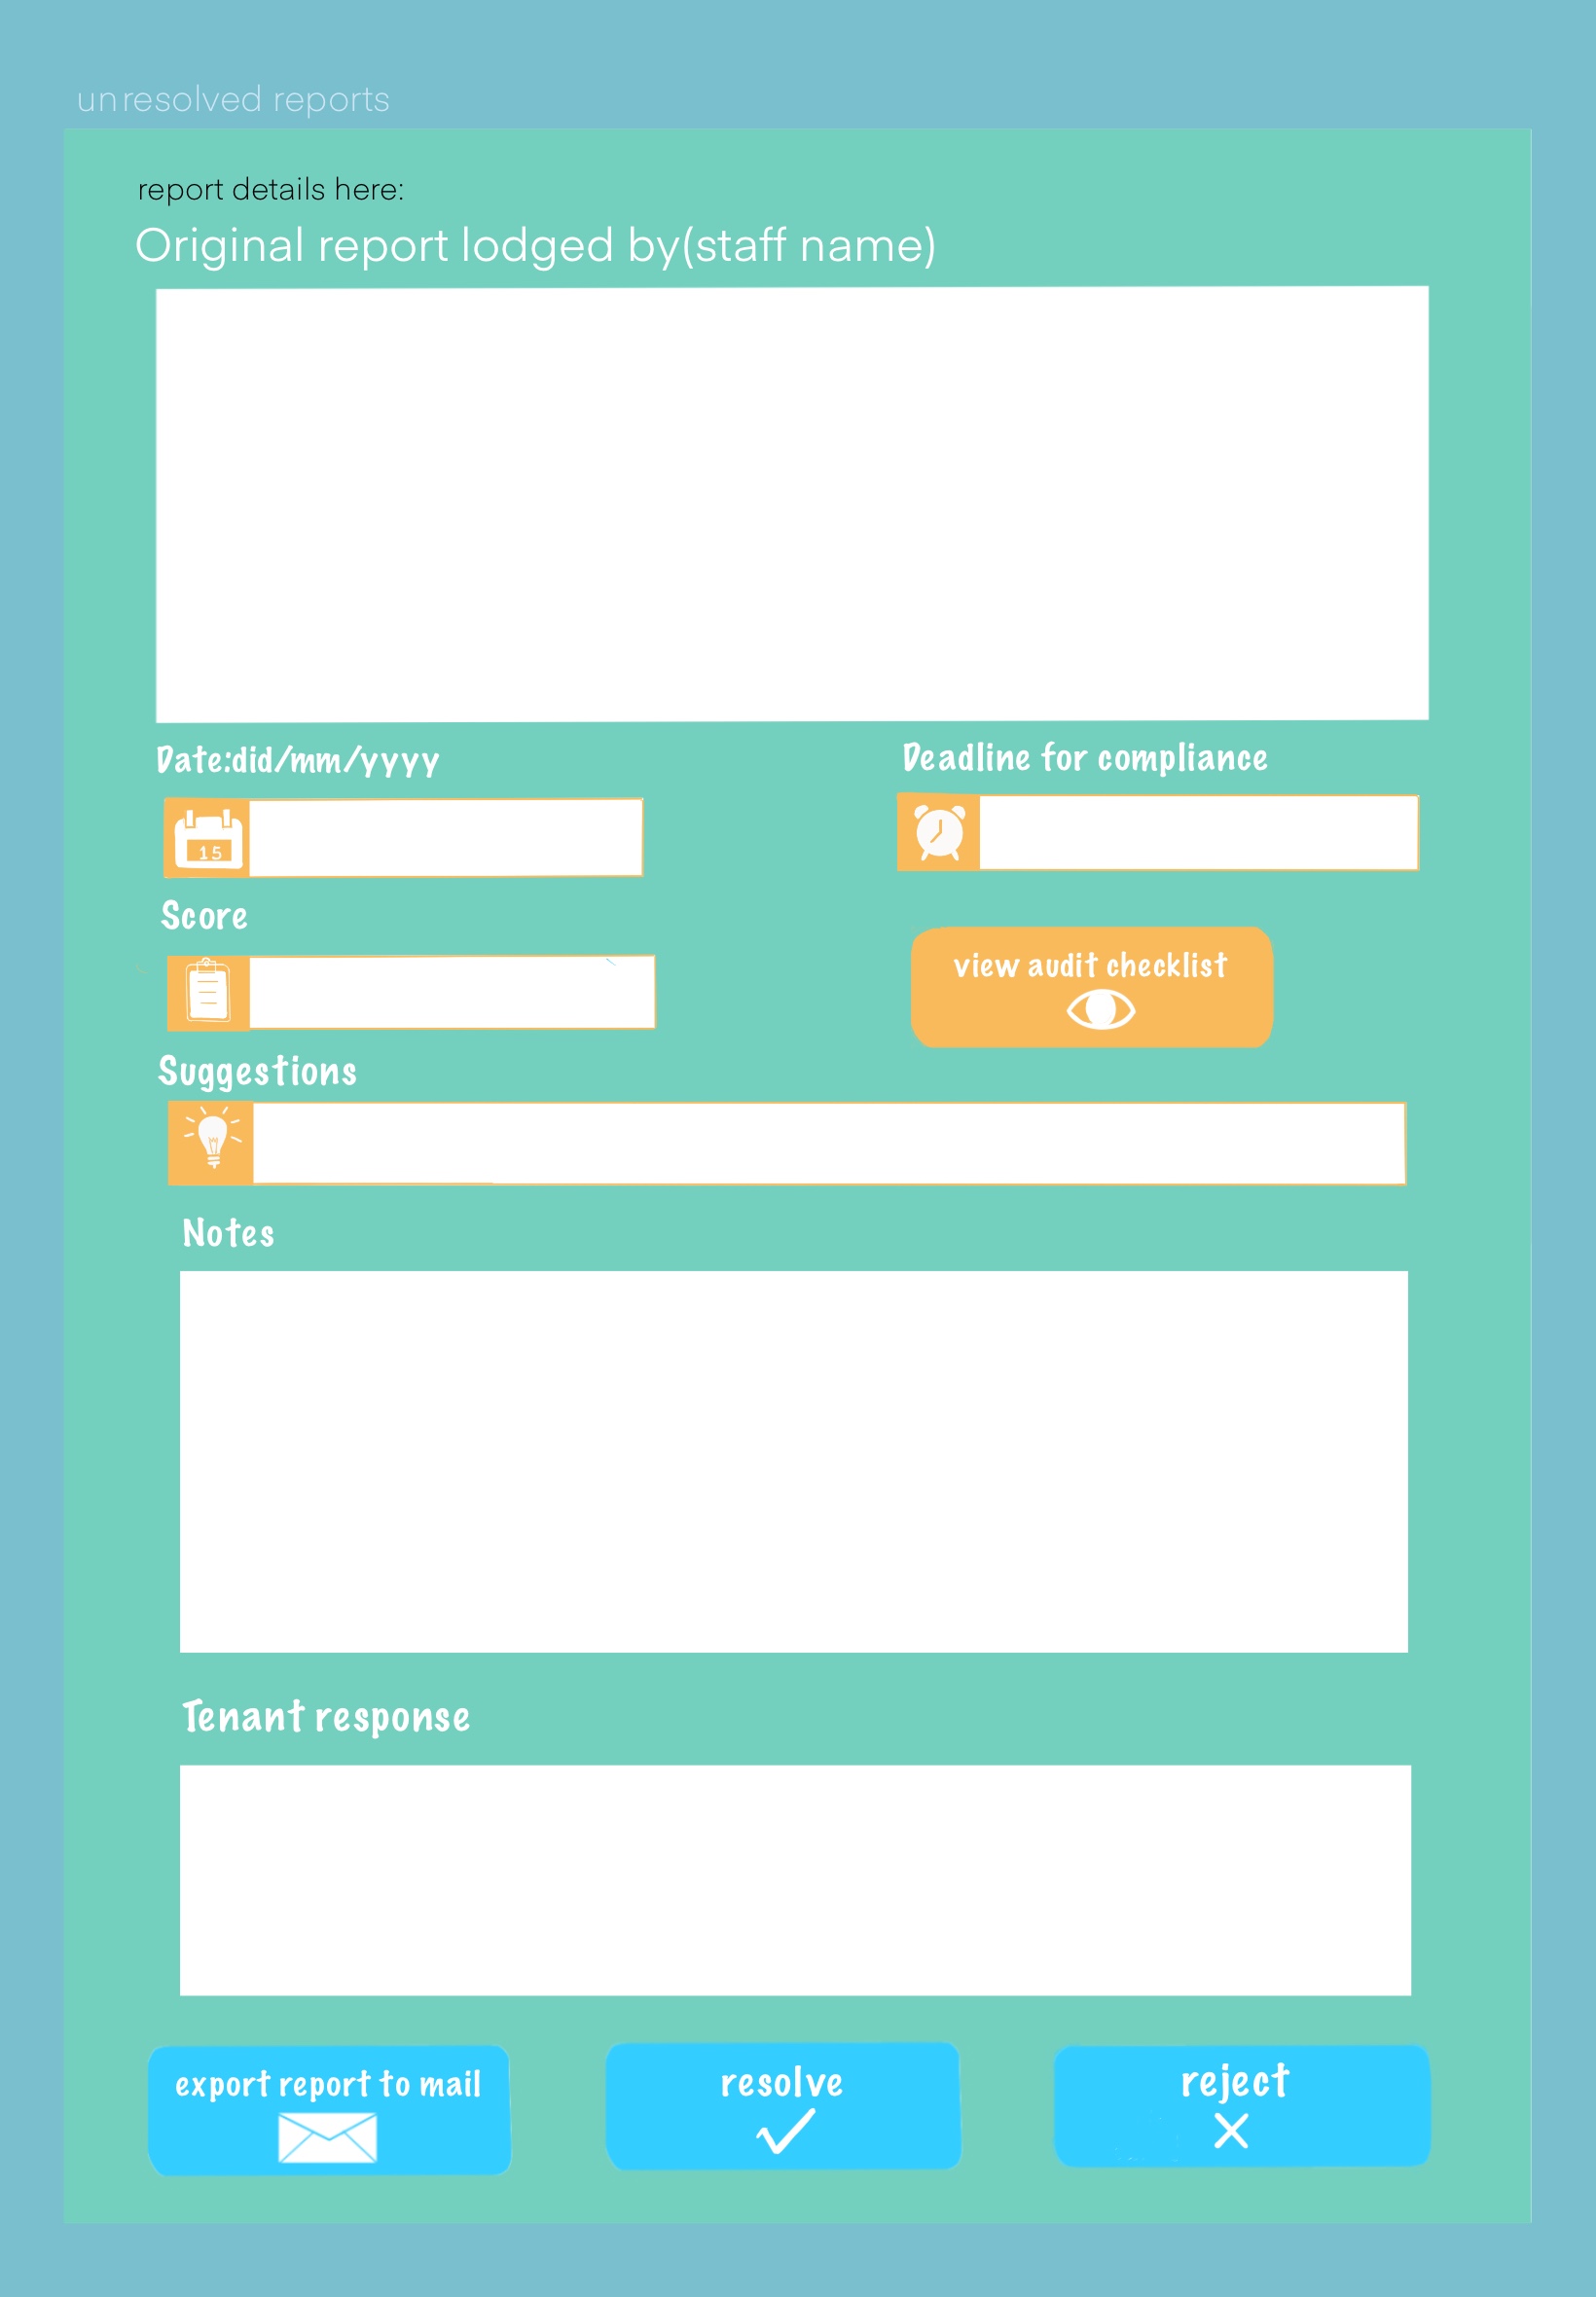 unresolved reports
report details here:
Original report lodged by(staff name)
Date:did/mm/yyyy
Deadline for compliance
15
Score
view audit checklist
Suggestions
Notes
Tenant response
export report to mail
resolve
reject